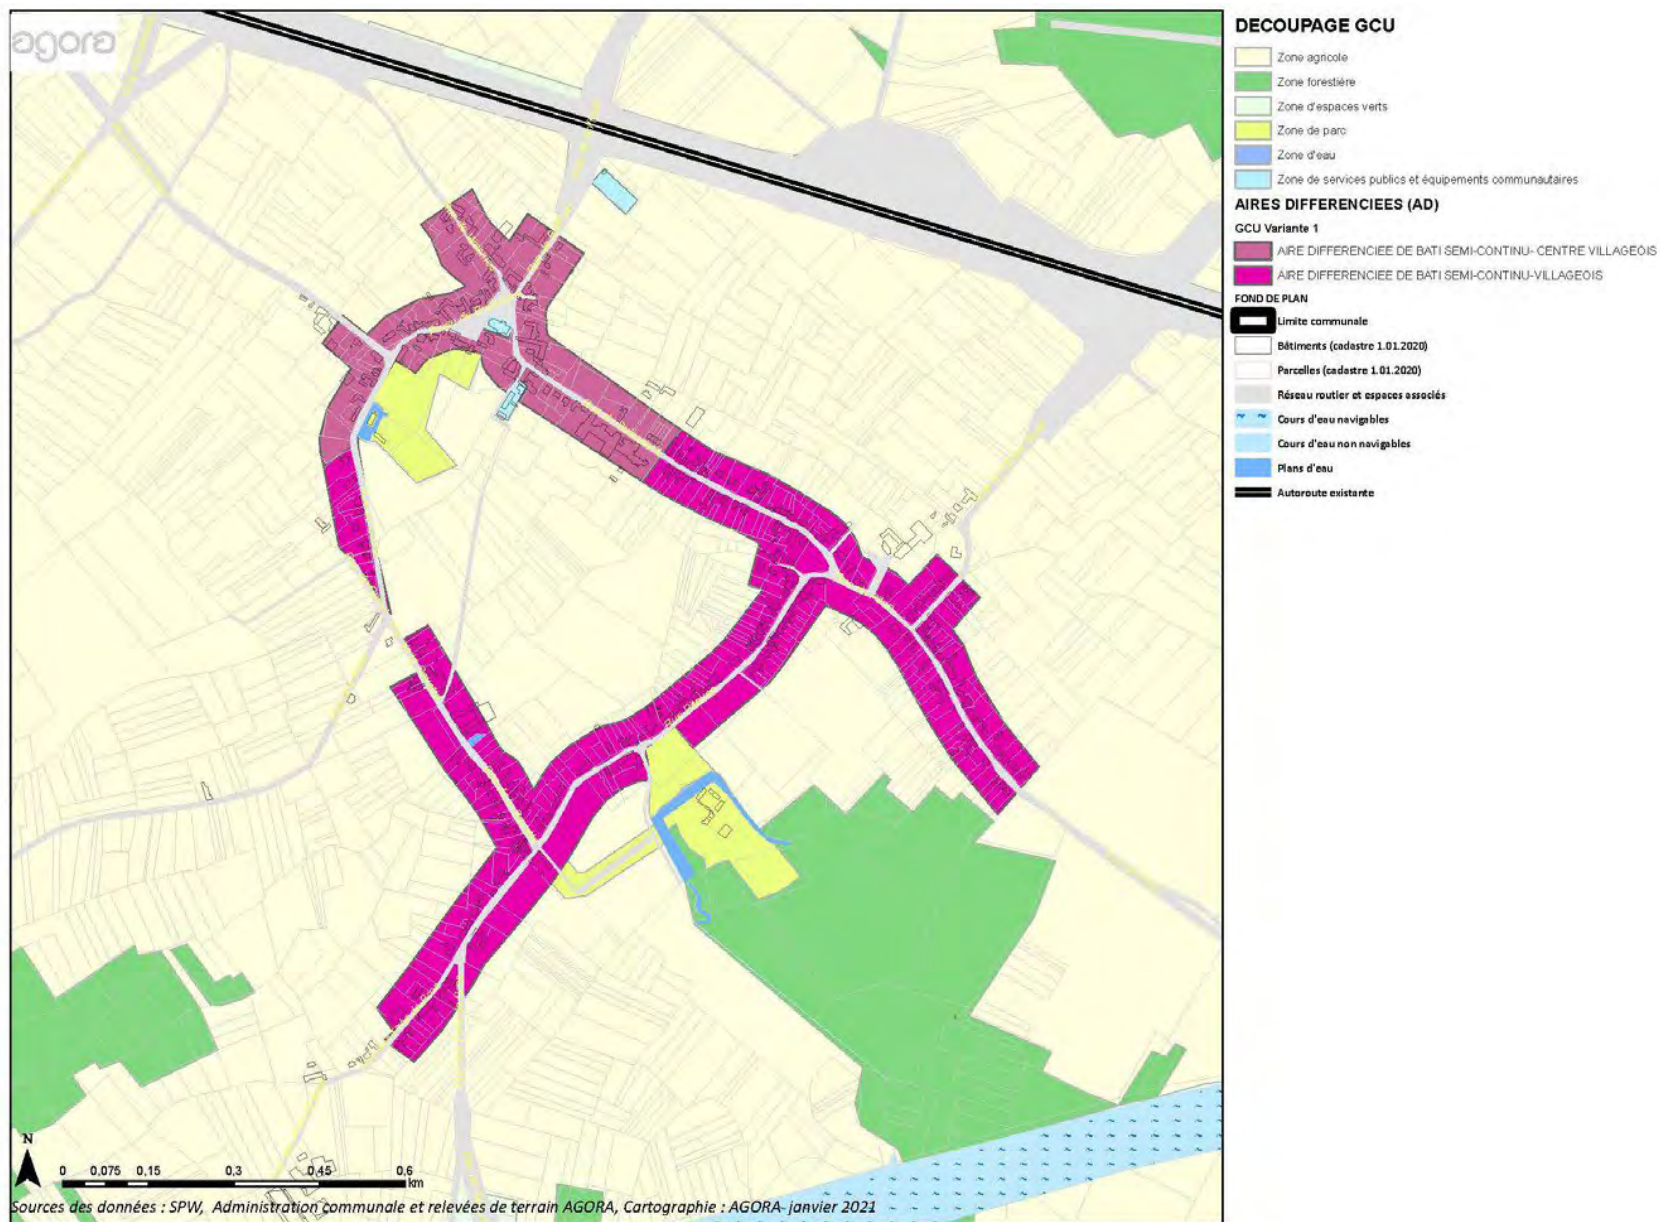 agora
DECOUPAGE GCU
Zone agricole
Zone forestière
Zone d'espaces verts
Zone de parc
Zone d'eau
Zone de services publics et équipements communautaires
AIRES DIFFERENCIEES (AD)
GCU Variante 1
AIRE DIFFERENCIEE DE BATI SEMI-CONTINU- CENTRE VILLAGEOIS
AIRE DIFFERENCIEE DE BATI SEMI-CONTINU-VILLAGEOIS
FOND DE PLAN
Limite communale
Bâtiments (cadastre 1.01.2020)
Parcelles (cadastre 1.01.2020)
Réseau routier et espaces associés
Cours d'eau navigables
Cours d'eau non navigables
Plans d'eau
Autoroute existante
N
0 0,075 0,15 0,3 0,45 0,6
km
Sources des données : SPW, Administration communale et relevées de terrain AGORA, Cartographie : AGORA- janvier 2021